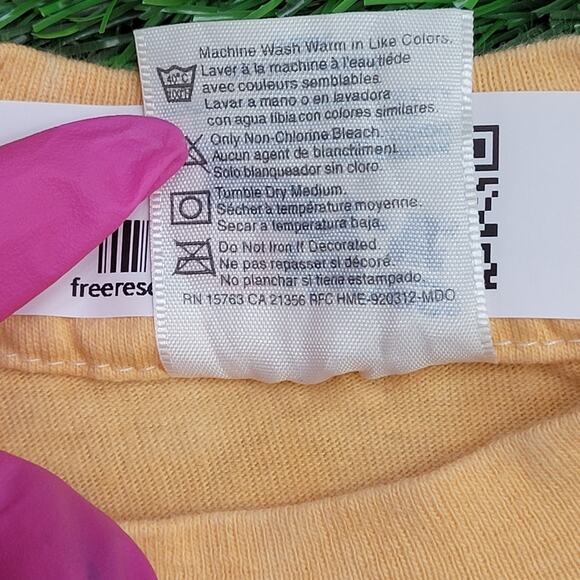 Machine Wash Warm in Like Colors.
Laver à la machine à l'eau tiède
avec couleurs semblables.
Lavar a mano o en lavadora
con agua tibia con colores similares.
Only Non-Chlorine Bleach.
Aucun agent de blanchiment.
Solo blanqueador sin cloro.
Tumble Dry Medium.
Sécher à température moyenne.
Secar a temperatura baja.
Do Not Iron If Decorated.
Ne pas repasser si décoré.
No planchar si tiene estampado.
RN 15763 CA 21356 RFC HME-920312-MDO
40°C
freerese